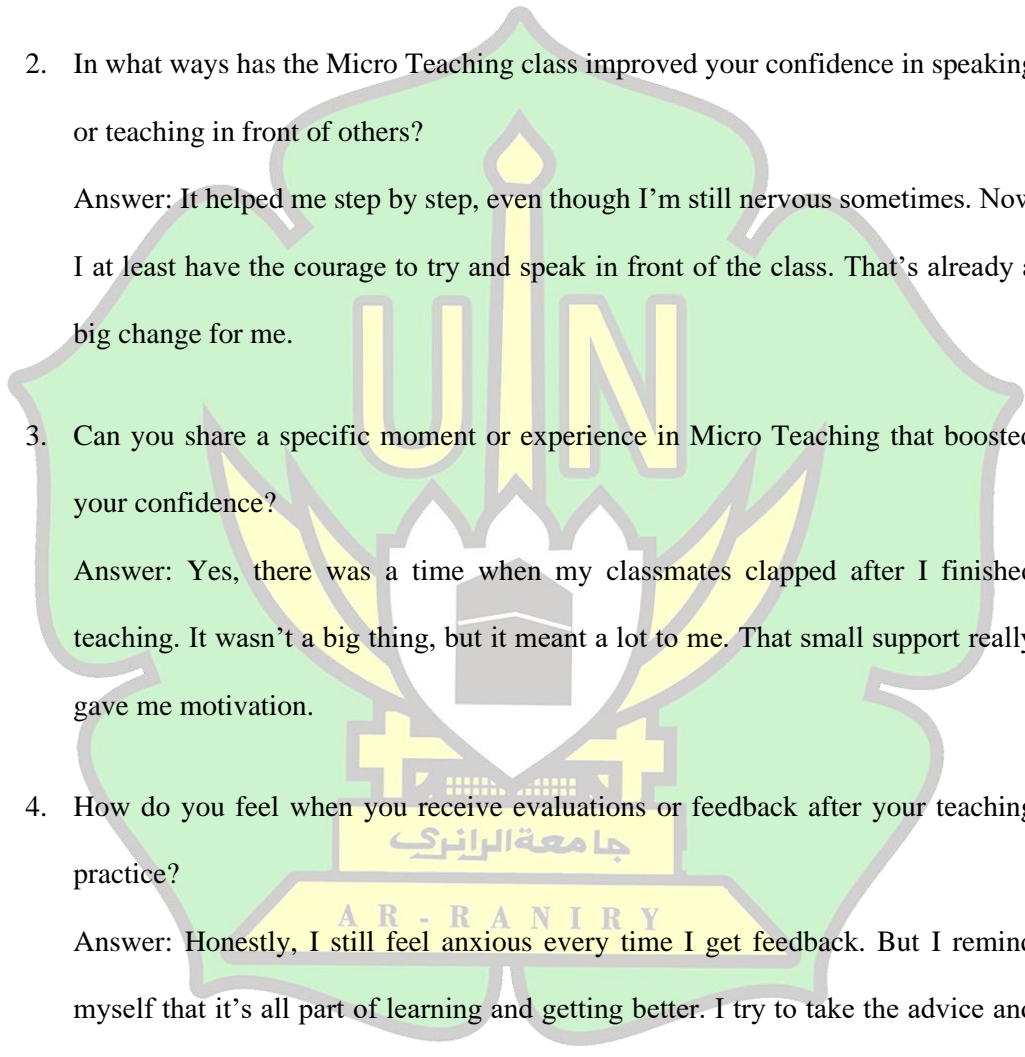 2. In what ways has the Micro Teaching class improved your confidence in speaking
or teaching in front of others?
Answer: It helped me step by step, even though I’m still nervous sometimes. Now
I at least have the courage to try and speak in front of the class. That’s already a
big change for me.
UIN
3. Can you share a specific moment or experience in Micro Teaching that boosted
your confidence?
Answer: Yes, there was a time when my classmates clapped after I finished
teaching. It wasn’t a big thing, but it meant a lot to me. That small support really
gave me motivation.
4. How do you feel when you receive evaluations or feedback after your teaching
جامعةالرانري
practice?
AR-RANIRY
Answer: Honestly, I still feel anxious every time I get feedback. But I remind
myself that it’s all part of learning and getting better. I try to take the advice and